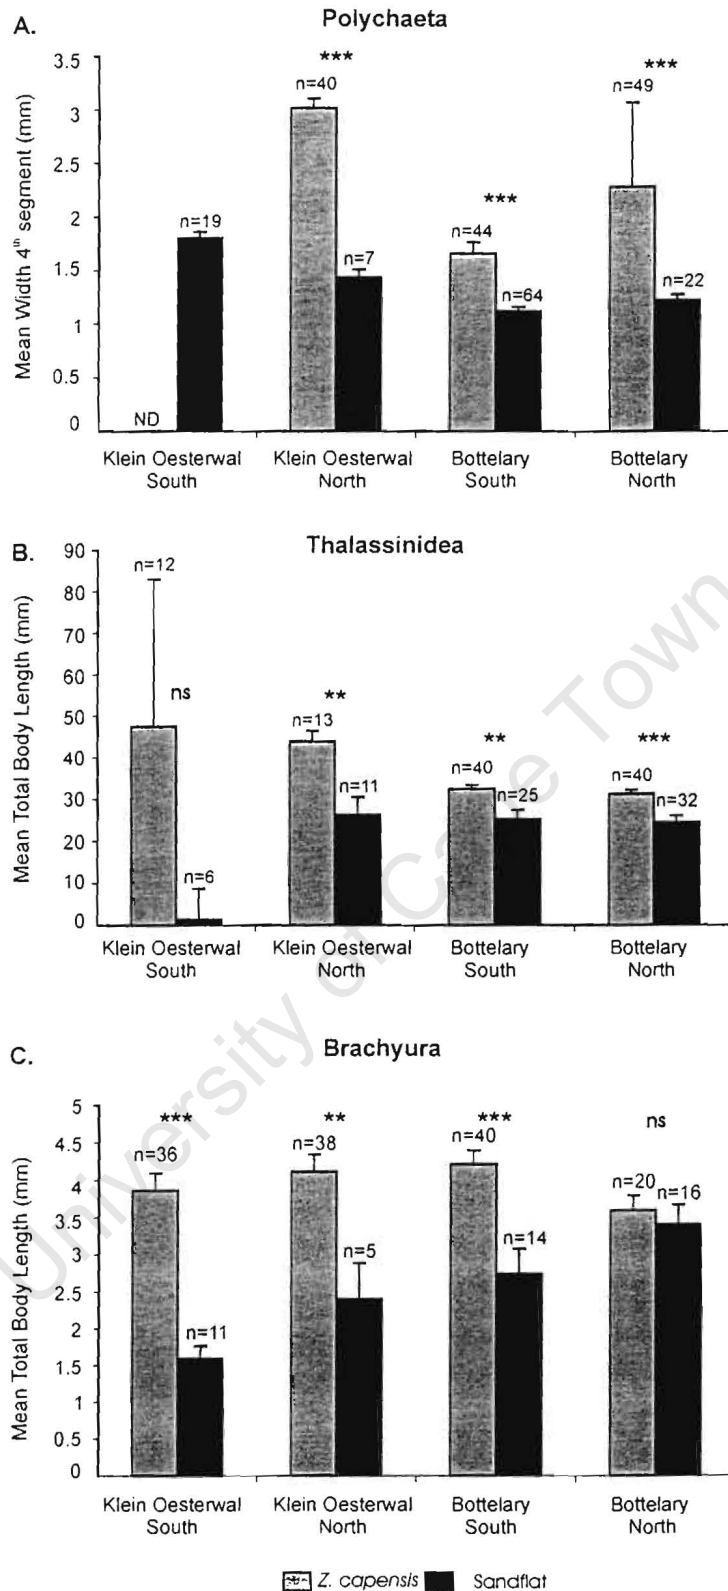 A.
Polychaeta
Mean Width 4th segment (mm)
3.5
3
2.5
2
1.5
1
0.5
0
ND
n=19
***
n=40
n=7
***
n=44
n=64
***
n=49
n=22
Klein Oesterwal
South
Klein Oesterwal
North
Bottelary
South
Bottelary
North
B.
Thalassinidea
Mean Total Body Length (mm)
90
80
70
60
50
40
30
20
10
0
n=12
ns
n=6
**
n=13
n=11
**
n=40
n=25
***
n=40
n=32
Klein Oesterwal
South
Klein Oesterwal
North
Bottelary
South
Bottelary
North
C.
Brachyura
Mean Total Body Length (mm)
5
4.5
4
3.5
3
2.5
2
1.5
1
0.5
0
***
n=36
n=11
**
n=38
n=5
***
n=40
n=14
ns
n=20
n=16
Klein Oesterwal
South
Klein Oesterwal
North
Bottelary
South
Bottelary
North
Z. capensis
Sandflat
University of Cape Town